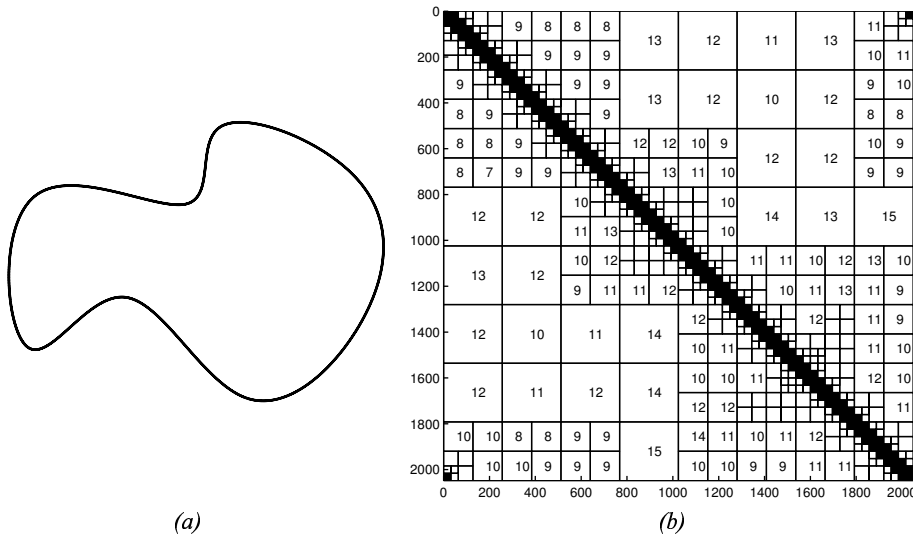 0
9 8 8 8 13 12 11 13 11
200
9 9 9 10 11
9 9 9 13 12 10 12 9 10
400
8 9 9 8 8
8 8 9 12 12 10 9 12 12 10 9
600
8 7 9 9 13 11 10 9 9
800
12 12 10 10 14 13 15
11 13 10
1000
13 12 10 12 11 11 10 12 13 10
1200
9 11 11 12 10 11 13 11 9
12 10 11 14 12 12 11 9
1400
10 11 11 10
1600
12 11 12 14 10 10 11 12 10
12 12 11
1800
10 10 8 8 9 9 15 14 11 10 11 12
2000
10 10 9 9 9 10 10 9 9 11 11
0 200 400 600 800 1000 1200 1400 1600 1800 2000
(a) (b)